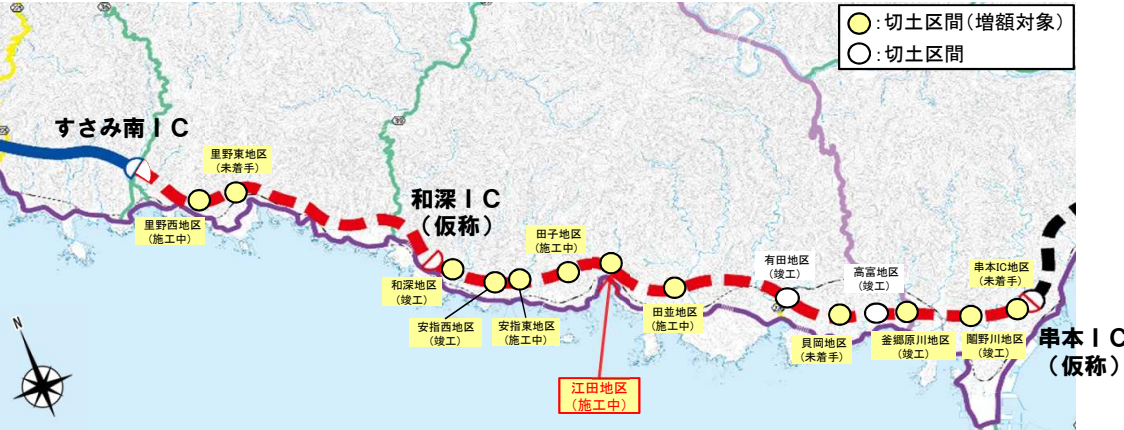 ○:切土区間(増額対象)
○:切土区間
すさみ南IC
里野東地区
(未着手)
里野西地区
(施工中)
和深IC
(仮称)
和深地区
(竣工)
安指西地区
(竣工)
安指東地区
(施工中)
田子地区
(施工中)
江田地区
(施工中)
田並地区
(施工中)
有田地区
(竣工)
貝岡地区
(未着手)
高富地区
(竣工)
釜郷原川地区
(竣工)
鬮野川地区
(竣工)
串本IC地区
(未着手)
串本IC
(仮称)
N